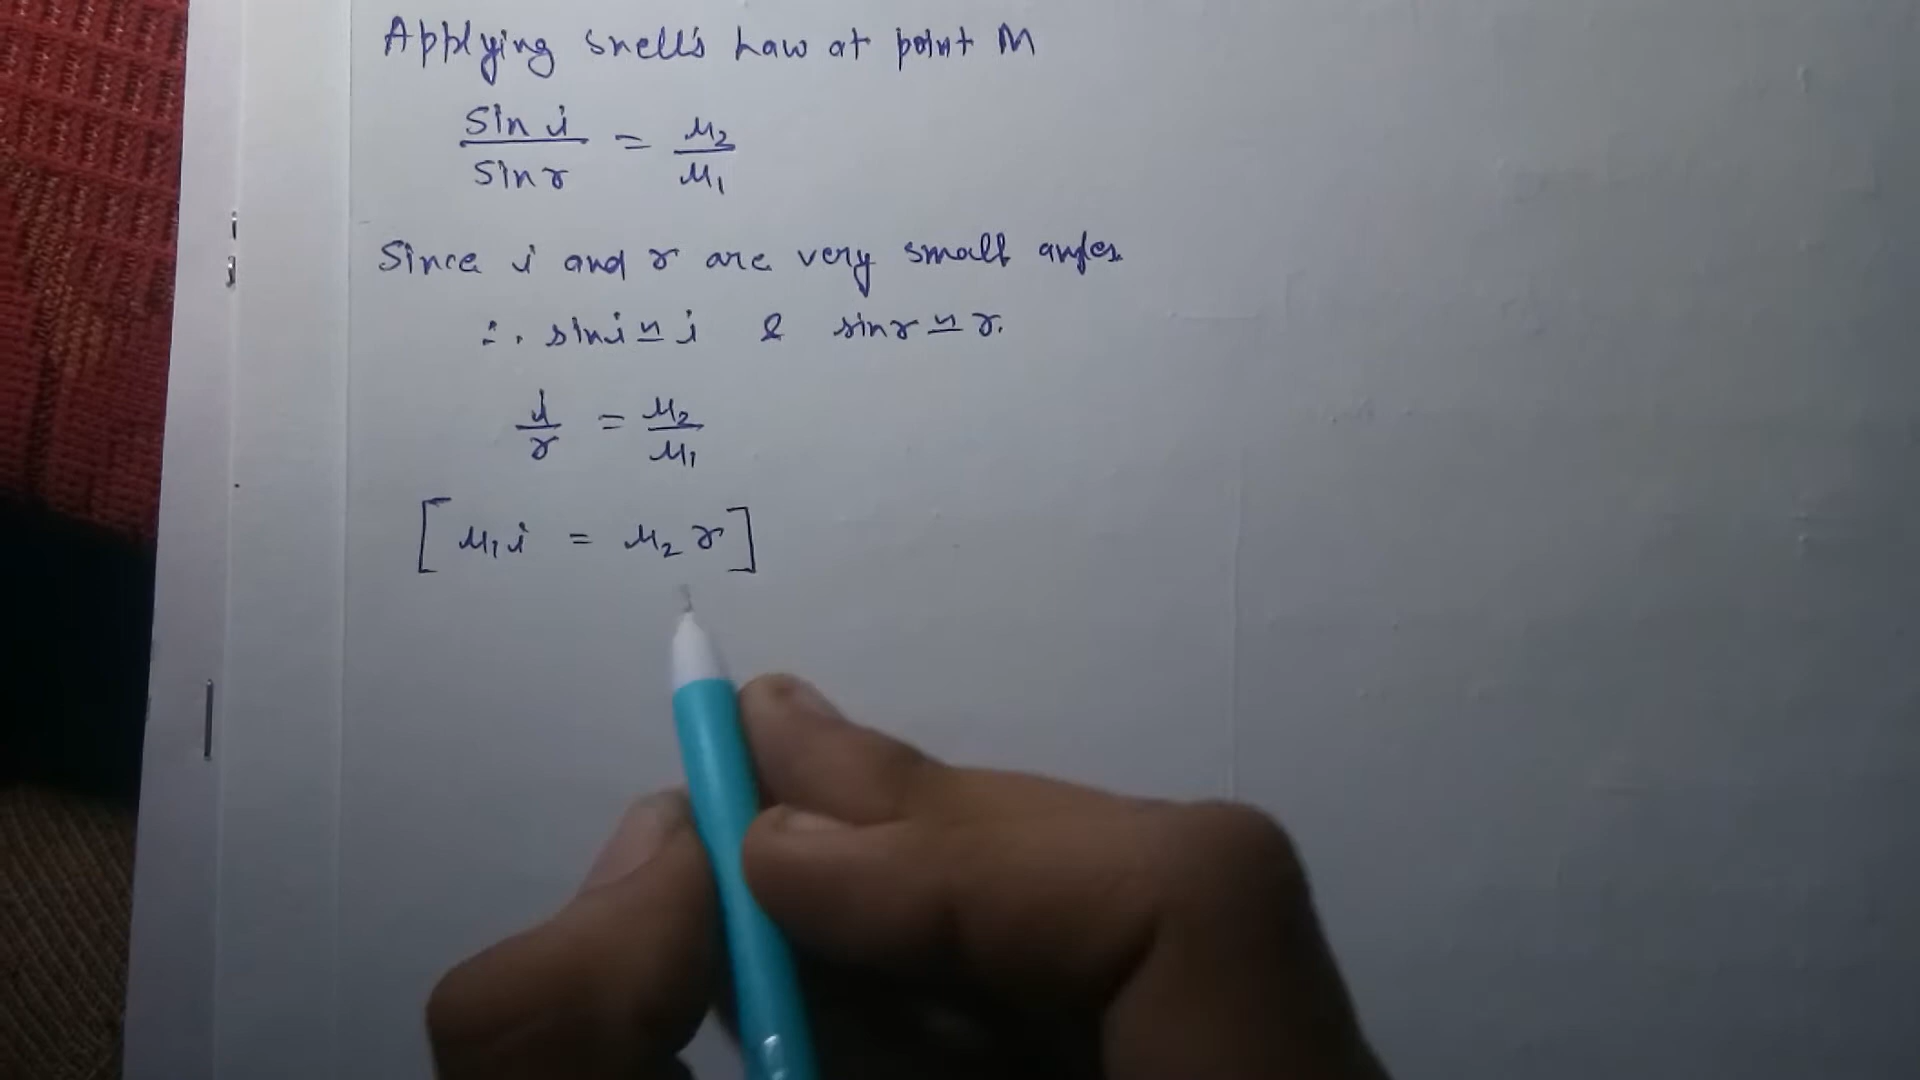 Applying snell's Law at point M
sin i / sin r = μ2 / μ1
Since i and r are very small angles
∴ sin i ≃ i & sin r ≃ r.
i / r = μ2 / μ1
[ μ1 i = μ2 r ]